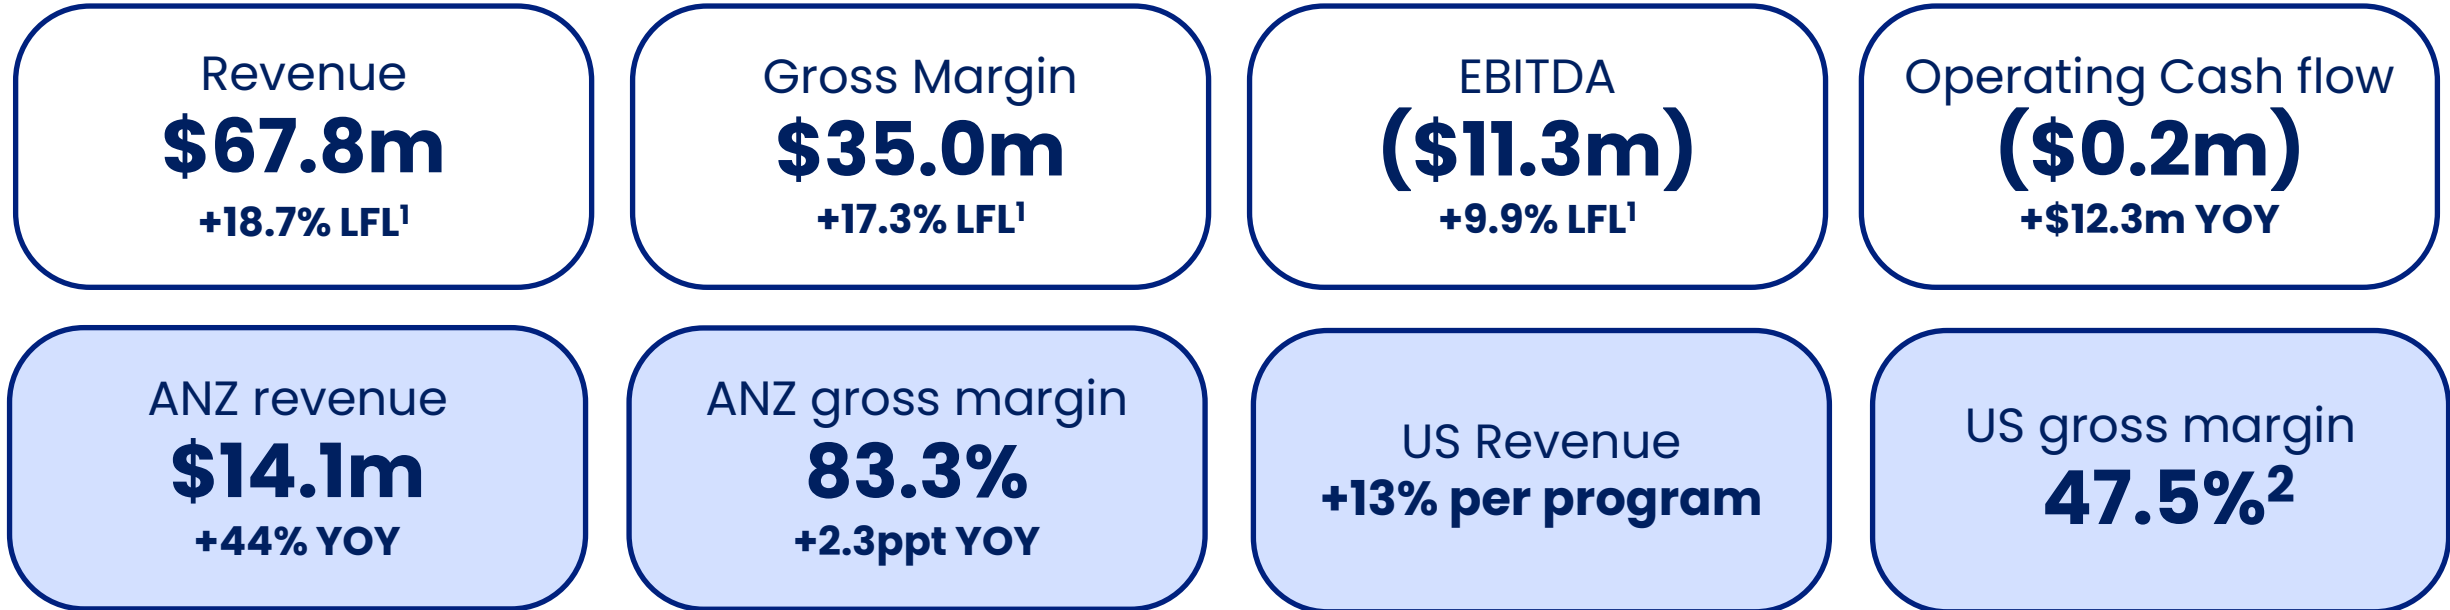 Revenue
$67.8m
+18.7% LFL¹
Gross Margin
$35.0m
+17.3% LFL¹
EBITDA
($11.3m)
+9.9% LFL¹
Operating Cash flow
($0.2m)
+$12.3m YOY
ANZ revenue
$14.1m
+44% YOY
ANZ gross margin
83.3%
+2.3ppt YOY
US Revenue
+13% per program
US gross margin
47.5%²